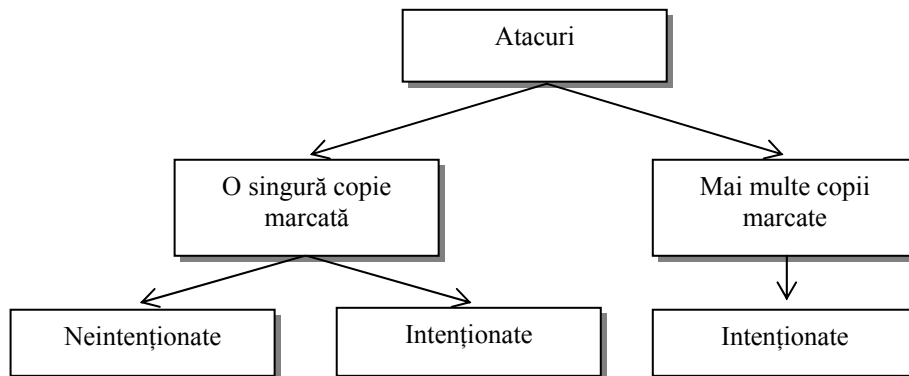 Atacuri
O singură copie
marcată
Mai multe copii
marcate
Neintenționate
Intenționate
Intenționate